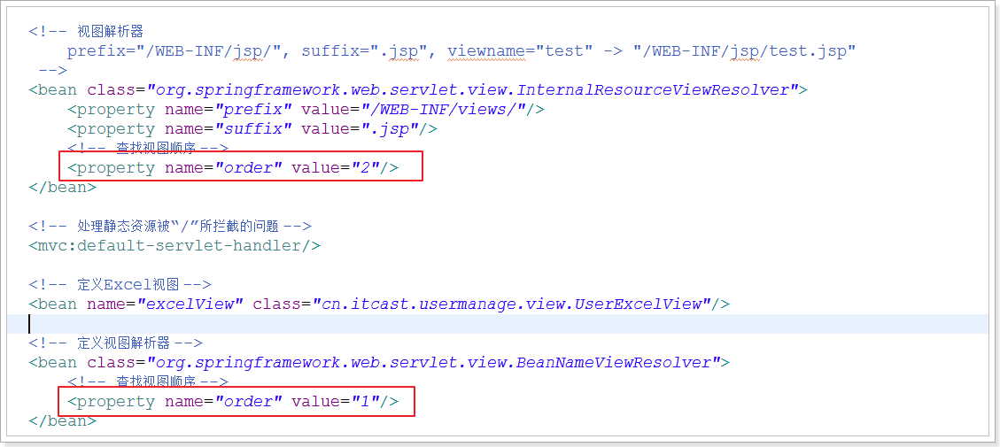 <!-- 视图解析器
prefix="/WEB-INF/jsp/", suffix=".jsp", viewname="test" -> "/WEB-INF/jsp/test.jsp"
-->
<bean class="org.springframework.web.servlet.view.InternalResourceViewResolver">
<property name="prefix" value="/WEB-INF/views/"/>
<property name="suffix" value=".jsp"/>
<!-- 查找视图顺序 -->
<property name="order" value="2"/>
</bean>
<!-- 处理静态资源被“/”所拦截的问题 -->
<mvc:default-servlet-handler/>
<!-- 定义Excel视图 -->
<bean name="excelView" class="cn.itcast.usermanage.view.UserExcelView"/>
<!-- 定义视图解析器 -->
<bean class="org.springframework.web.servlet.view.BeanNameViewResolver">
<!-- 查找视图顺序 -->
<property name="order" value="1"/>
</bean>